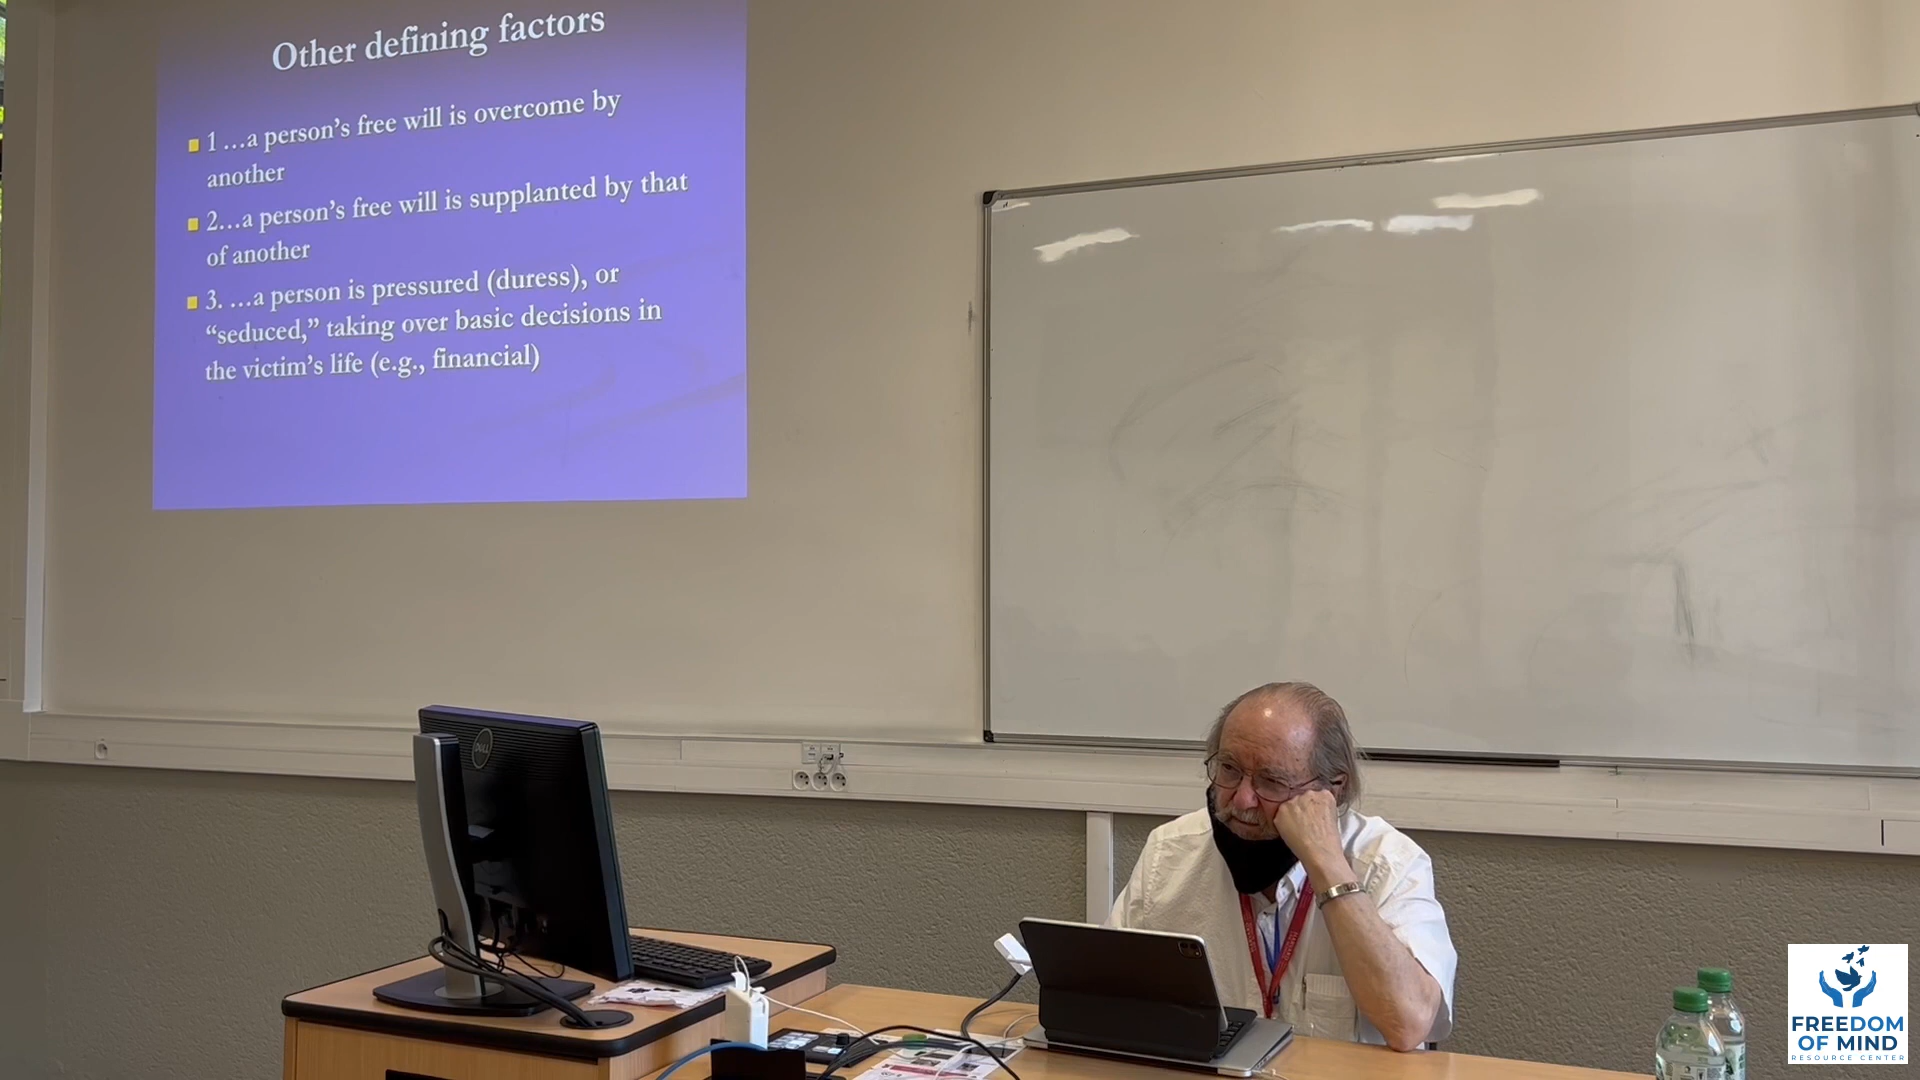 Other defining factors
1 …a person's free will is overcome by
another
2…a person's free will is supplanted by that
of another
3. …a person is pressured (duress), or
“seduced,” taking over basic decisions in
the victim's life (e.g., financial)
DELL
FREEDOM
OF MIND
RESOURCE CENTER